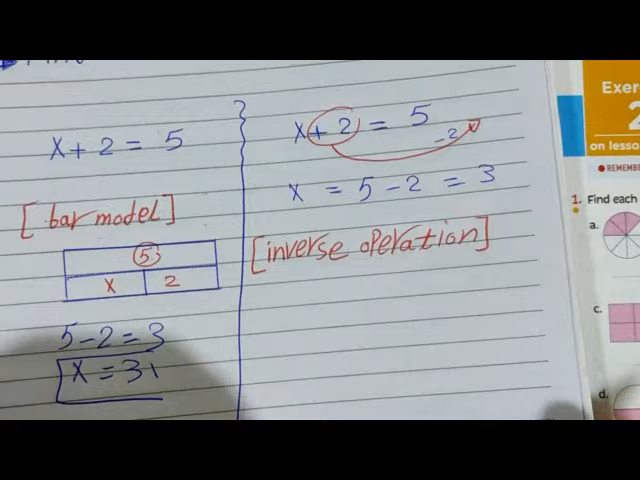 x + 2 = 5
[bar model]
5
x 2
5 - 2 = 3
x = 3
x + 2 = 5
- 2
x = 5 - 2 = 3
[inverse operation]
Exer
2
on lesso
REMEMBE
1. Find each
a.
c.
d.